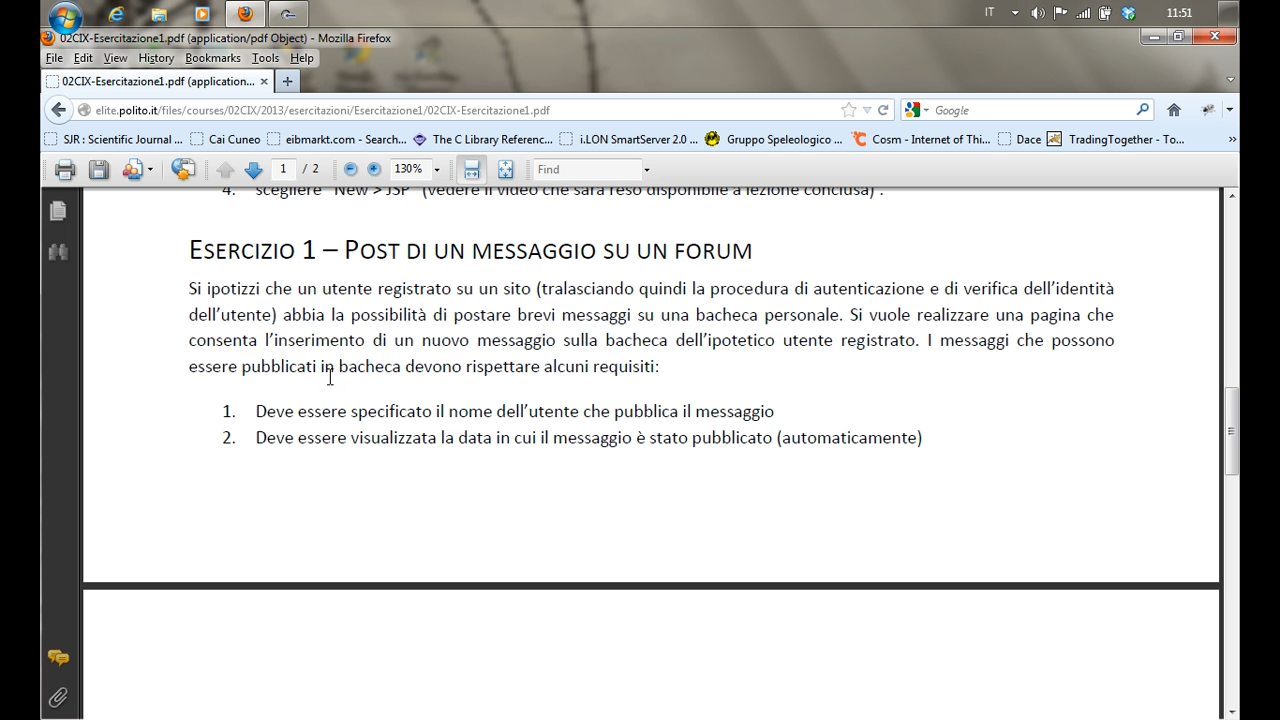 IT 11:51
02CIX-Esercitazione1.pdf (application/pdf Object) - Mozilla Firefox
File Edit View History Bookmarks Tools Help
02CIX-Esercitazione1.pdf (application... × +
elite.polito.it/files/courses/02CIX/2013/esercitazioni/Esercitazione1/02CIX-Esercitazione1.pdf Google
SJR : Scientific Journal ... Cai Cuneo eibmarkt.com - Search... The C Library Referenc... i.LON SmartServer 2.0 ... Gruppo Speleologico ... Cosm - Internet of Thi... Dace TradingTogether - To... »
1 / 2 130% Find
4. scegliere "New > JSP" (vedere il video che sarà reso disponibile a lezione conclusa) .
ESERCIZIO 1 – POST DI UN MESSAGGIO SU UN FORUM
Si ipotizzi che un utente registrato su un sito (tralasciando quindi la procedura di autenticazione e di verifica dell'identità
dell'utente) abbia la possibilità di postare brevi messaggi su una bacheca personale. Si vuole realizzare una pagina che
consenta l'inserimento di un nuovo messaggio sulla bacheca dell'ipotetico utente registrato. I messaggi che possono
essere pubblicati in bacheca devono rispettare alcuni requisiti:
1. Deve essere specificato il nome dell'utente che pubblica il messaggio
2. Deve essere visualizzata la data in cui il messaggio è stato pubblicato (automaticamente)